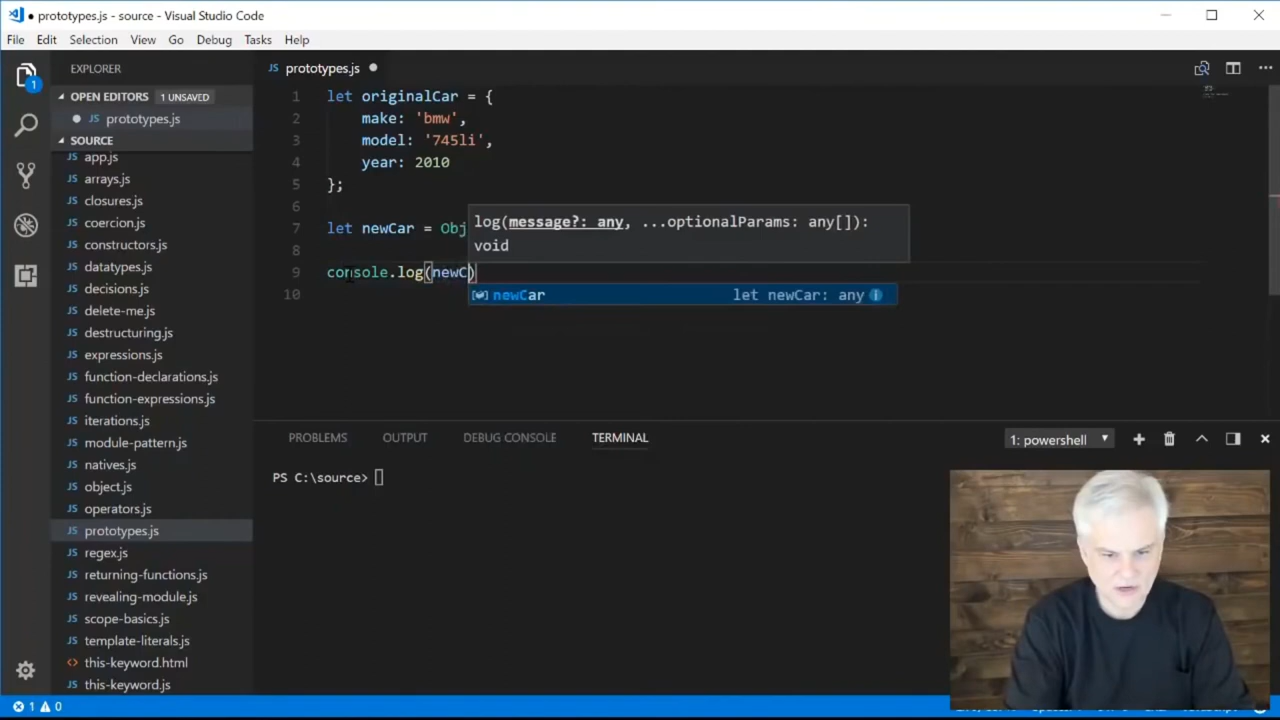 ● prototypes.js - source - Visual Studio Code
File Edit Selection View Go Debug Tasks Help
1
EXPLORER
OPEN EDITORS 1 UNSAVED
● JS prototypes.js
SOURCE
JS app.js
JS arrays.js
JS closures.js
JS coercion.js
JS constructors.js
JS datatypes.js
JS decisions.js
JS delete-me.js
JS destructuring.js
JS expressions.js
JS function-declarations.js
JS function-expressions.js
JS iterations.js
JS module-pattern.js
JS natives.js
JS object.js
JS operators.js
JS prototypes.js
JS regex.js
JS returning-functions.js
JS revealing-module.js
JS scope-basics.js
JS template-literals.js
<> this-keyword.html
JS this-keyword.js
JS prototypes.js ●
1 let originalCar = {
2 make: 'bmw',
3 model: '745li',
4 year: 2010
5 };
6
7 let newCar = Obj
8
9 console.log(newC)
10
log(message?: any, ...optionalParams: any[]):
void
newCar let newCar: any
PROBLEMS OUTPUT DEBUG CONSOLE TERMINAL 1: powershell
PS C:\source>
1 0